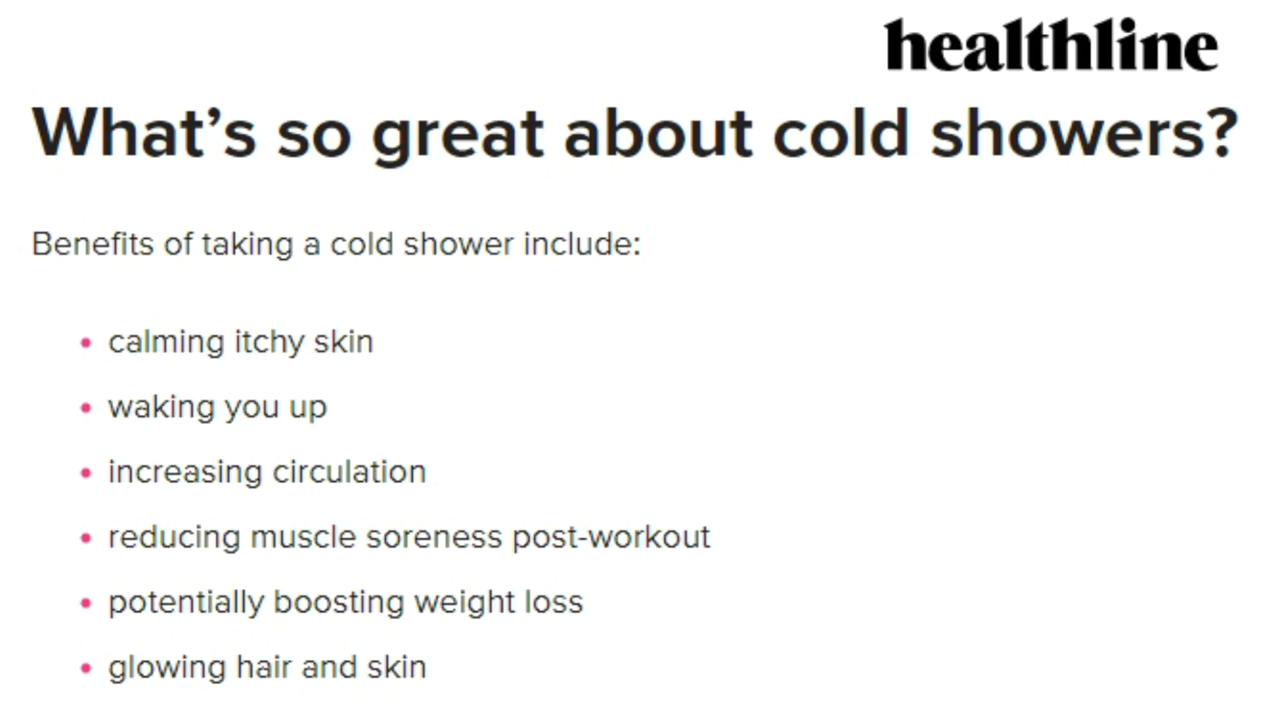 healthline
What's so great about cold showers?
Benefits of taking a cold shower include:
• calming itchy skin
• waking you up
• increasing circulation
• reducing muscle soreness post-workout
• potentially boosting weight loss
• glowing hair and skin